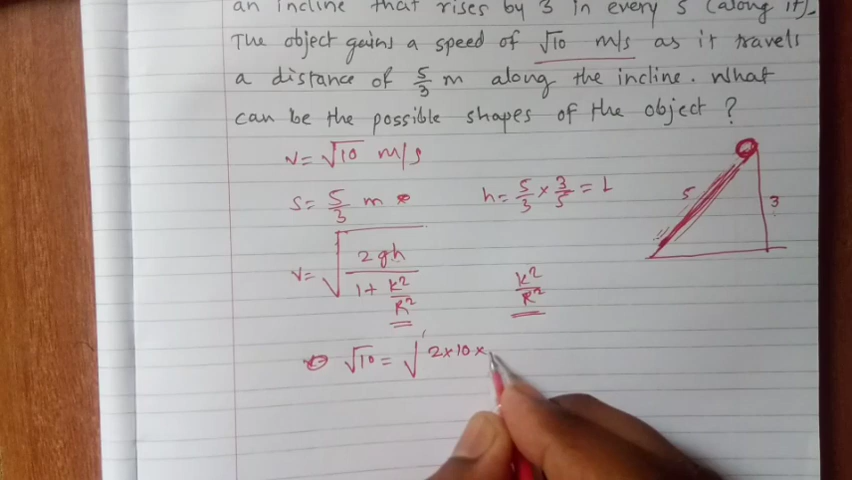 an incline that rises by 3 in every 5 (along it).
The object gains a speed of √10 m/s as it travels
a distance of 5/3 m along the incline. What
can be the possible shapes of the object ?
v = √10 m/s
s = 5/3 m
h = 5/3 × 3/5 = 1
5
3
v = √(2gh / (1 + k²/R²))
k²/R²
√10 = √(2×10×